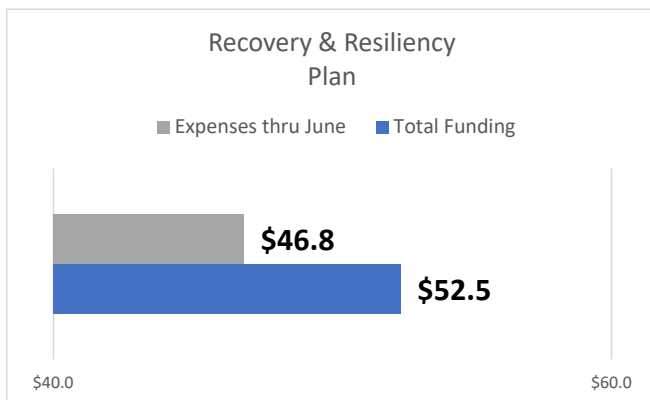 Recovery & Resiliency
Plan
Expenses thru June Total Funding
$46.8
$52.5
$40.0 $60.0